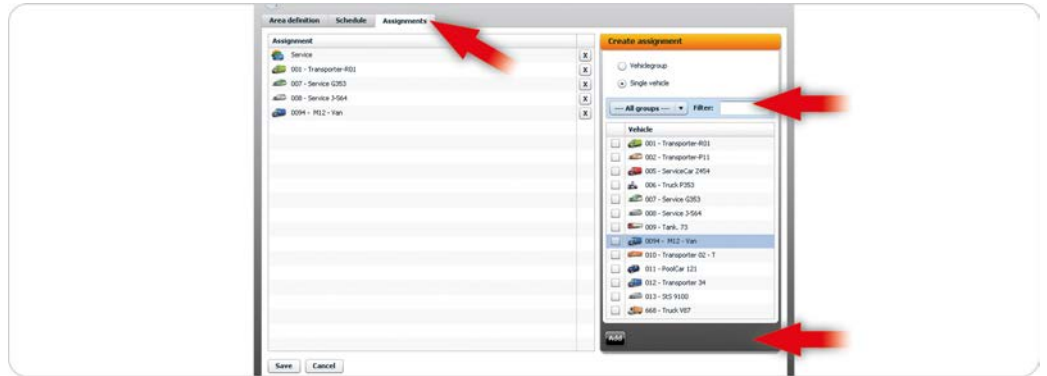 Area definition Schedule Assignments
Assignment
Service
X
001 - Transporter-R01
X
007 - Service G353
X
008 - Service J-564
X
0094 - M12 - Van
X
Create assignment
Vehiclegroup
Single vehicle
--- All groups --- Filter:
Vehicle
001 - Transporter-R01
002 - Transporter-P11
005 - ServiceCar Z454
006 - Truck P353
007 - Service G353
008 - Service J-564
009 - Tank. 73
0094 - M12 - Van
010 - Transporter 02 - T
011 - PoolCar 121
012 - Transporter 34
013 - StS 9100
668 - Truck V87
Add
Save Cancel